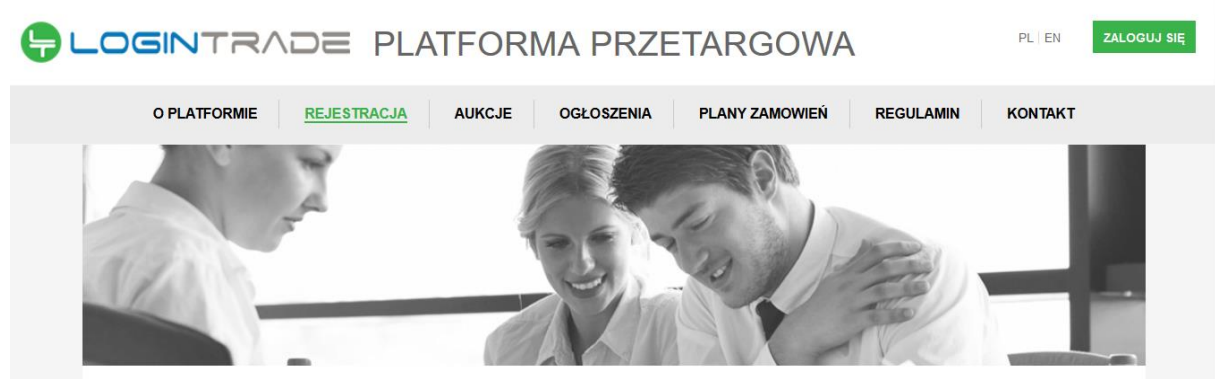 LOGINTRADE PLATFORMA PRZETARGOWA
PL | EN
ZALOGUJ SIĘ
O PLATFORMIE
REJESTRACJA
AUKCJE
OGŁOSZENIA
PLANY ZAMOWIEŃ
REGULAMIN
KONTAKT